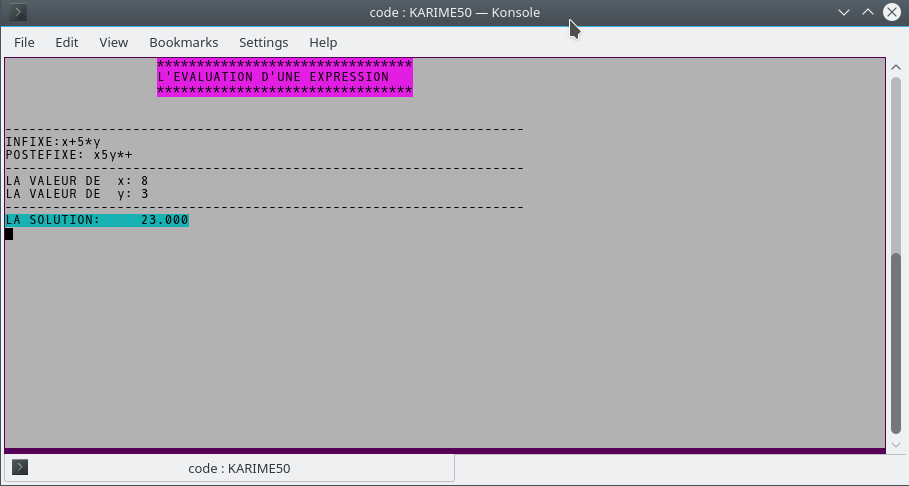 code : KARIME50 — Konsole
File Edit View Bookmarks Settings Help
********************************
L'EVALUATION D'UNE EXPRESSION
********************************
-----------------------------------------------------------------
INFIXE:x+5*y
POSTEFIXE: x5y*+
-----------------------------------------------------------------
LA VALEUR DE  x: 8
LA VALEUR DE  y: 3
-----------------------------------------------------------------
LA SOLUTION:     23.000
code : KARIME50